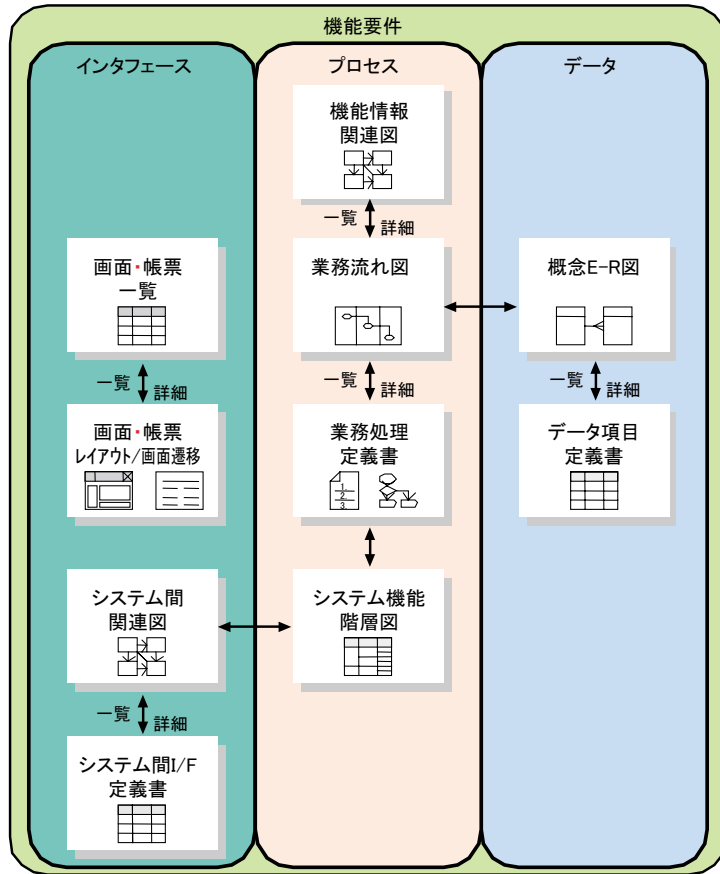 機能要件
インタフェース
プロセス
データ
機能情報
関連図
一覧
詳細
画面・帳票
一覧
業務流れ図
概念E-R図
一覧
詳細
一覧
詳細
一覧
詳細
画面・帳票
レイアウト/画面遷移
業務処理
定義書
1.
2.
3.
データ項目
定義書
システム間
関連図
システム機能
階層図
一覧
詳細
システム間I/F
定義書